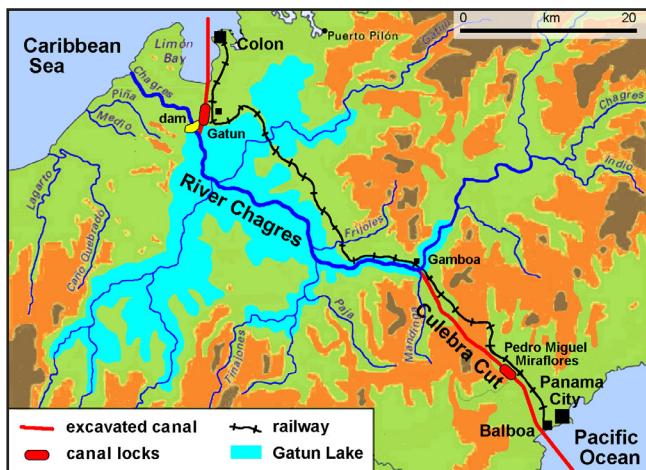 Caribbean
Sea
Limón
Bay
Colon
Puerto Pilón
Gatun
0 km 20
Chagres
Piña
Medio
dam
Gatun
Chagres
Indio
Lagarto
Caño Quebrado
River Chagres
Frijoles
Gamboa
Pajā
Tinajones
Mandinga
Culebra Cut
Pedro Miguel
Miraflores
Panama
City
Balboa
Pacific
Ocean
excavated canal
railway
canal locks
Gatun Lake